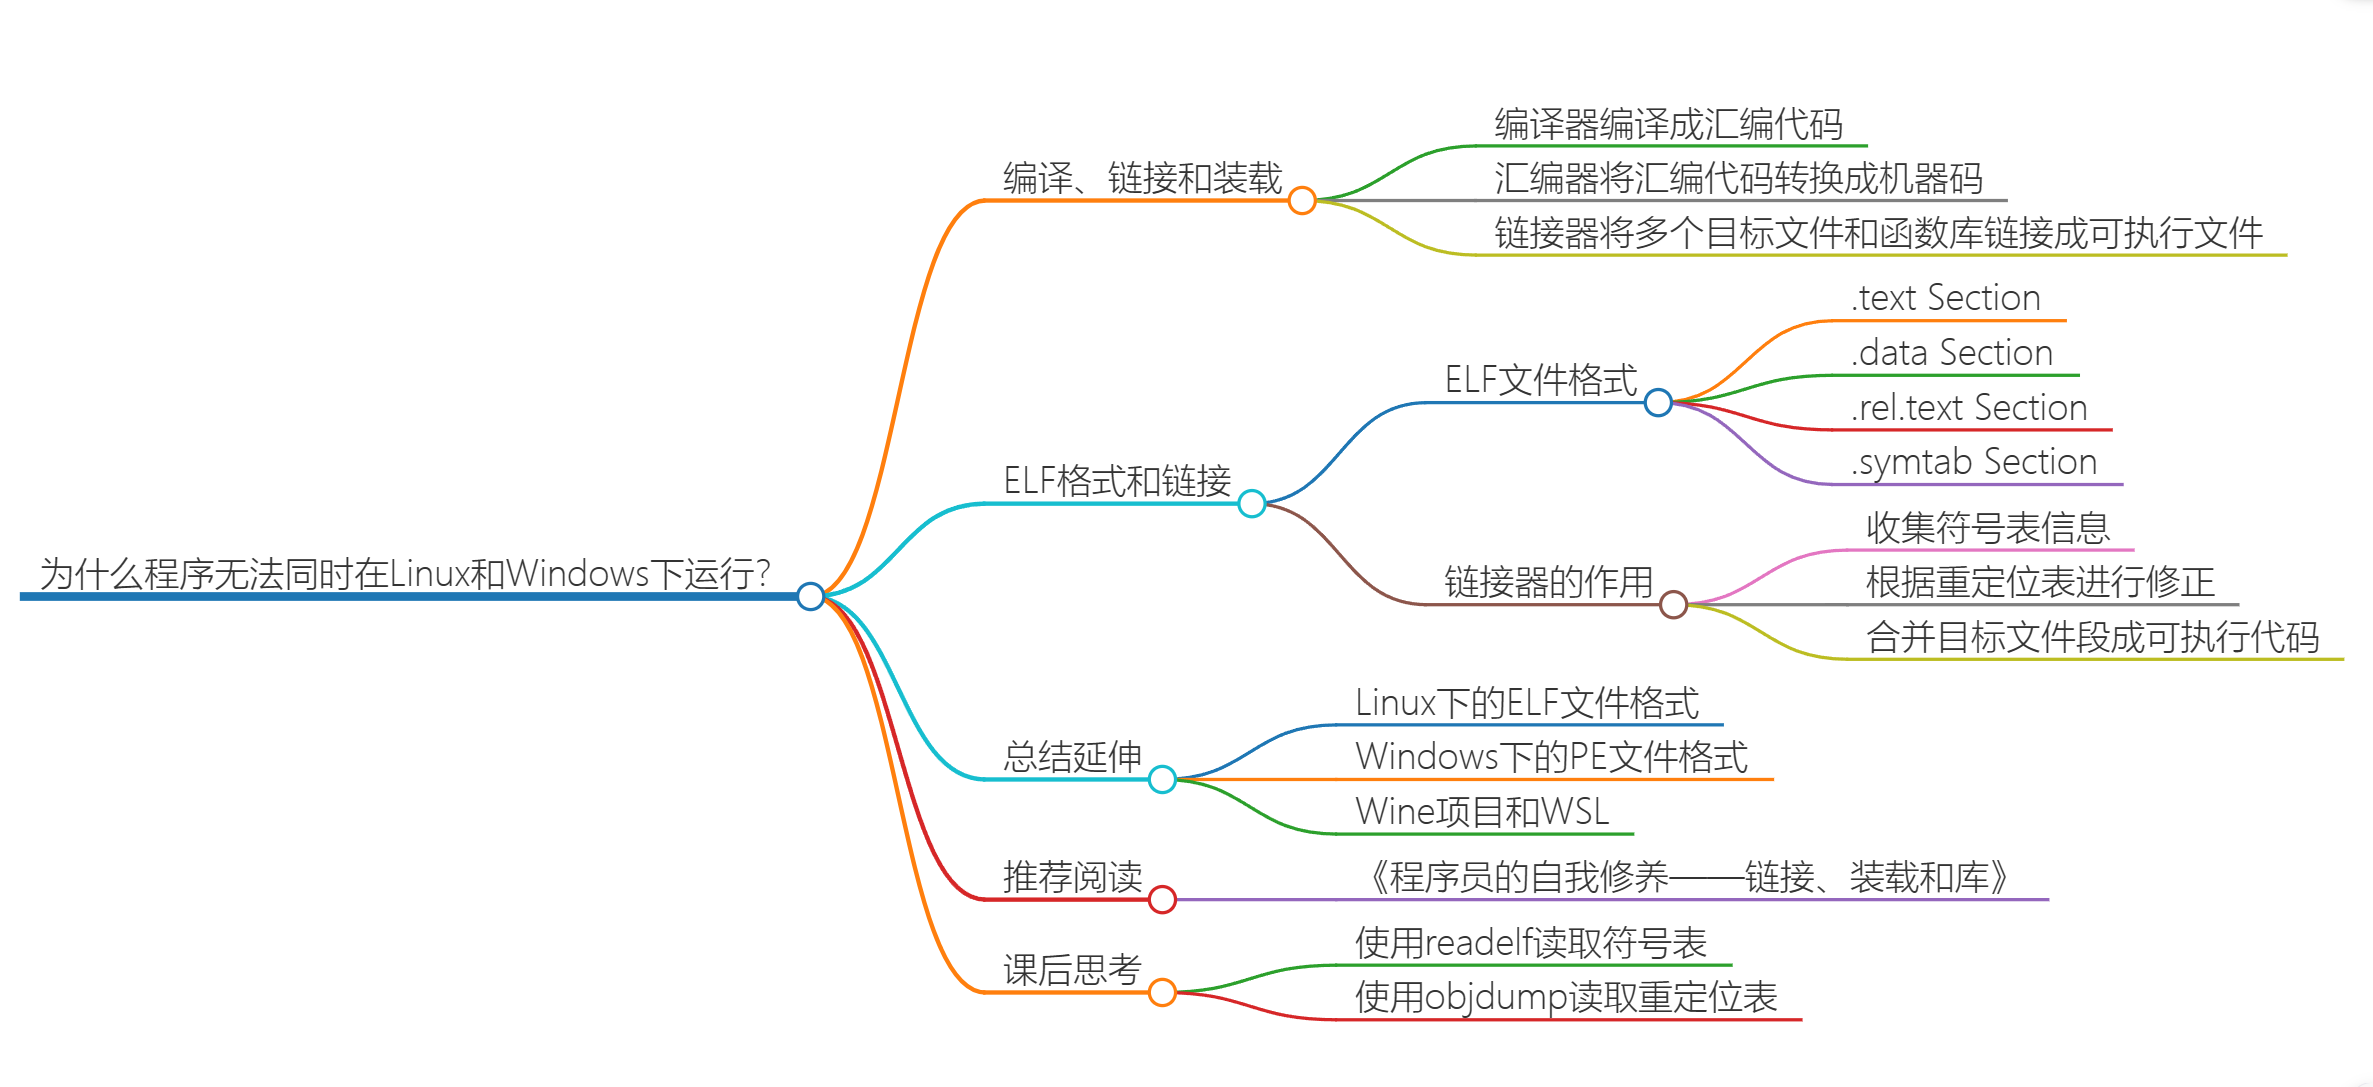 为什么程序无法同时在Linux和Windows下运行？
编译、链接和装载
编译器编译成汇编代码
汇编器将汇编代码转换成机器码
链接器将多个目标文件和函数库链接成可执行文件
ELF格式和链接
ELF文件格式
.text Section
.data Section
.rel.text Section
.symtab Section
链接器的作用
收集符号表信息
根据重定位表进行修正
合并目标文件段成可执行代码
总结延伸
Linux下的ELF文件格式
Windows下的PE文件格式
Wine项目和WSL
推荐阅读
《程序员的自我修养——链接、装载和库》
课后思考
使用readelf读取符号表
使用objdump读取重定位表